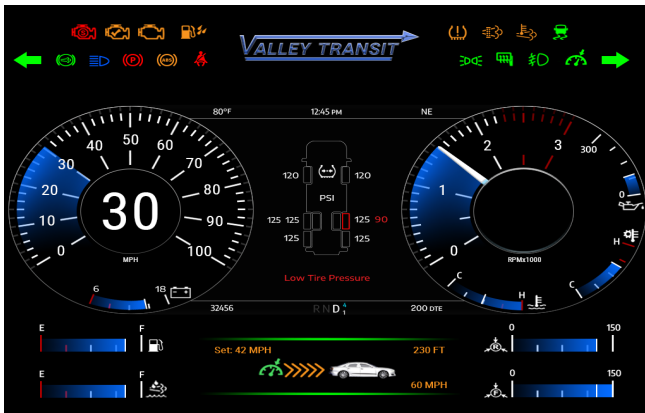 VALLEY TRANSIT
(P) (ABS)
80°F 12:45 PM NE
0 10 20 30 40 50 60 70 80 90 100
30
MPH
120 120
PSI
125 125 125 90
125 125
Low Tire Pressure
0 1 2 3
RPMx1000
300
0
H
C
C H
6 18
32456 R N D 4 1 200 DTE
E F
E F
Set: 42 MPH 230 FT
60 MPH
R 0 150
F 0 150